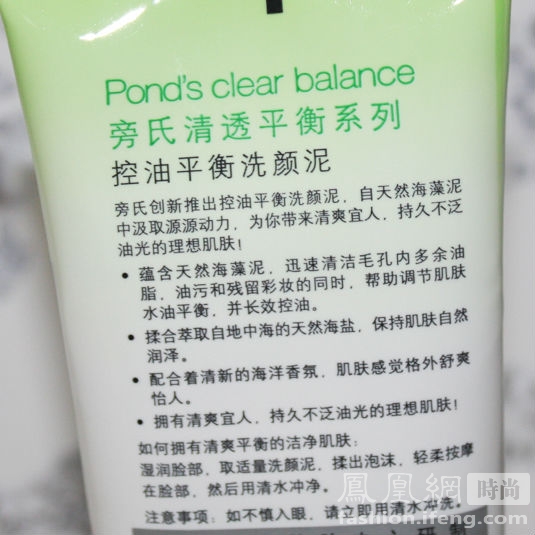 Pond's clear balance
旁氏清透平衡系列
控油平衡洗颜泥
旁氏创新推出控油平衡洗颜泥，自天然海藻泥
中汲取源源动力，为你带来清爽宜人，持久不泛
油光的理想肌肤！
• 蕴含天然海藻泥，迅速清洁毛孔内多余油
脂，油污和残留彩妆的同时，帮助调节肌肤
水油平衡，并长效控油。
• 揉合萃取自地中海的天然海盐，保持肌肤自然
润泽。
• 配合着清新的海洋香氛，肌肤感觉格外舒爽
怡人。
• 拥有清爽宜人，持久不泛油光的理想肌肤！
如何拥有清爽平衡的洁净肌肤：
湿润脸部，取适量洗颜泥，揉出泡沫，轻柔按摩
在脸部，然后用清水冲净。
注意事项：如不慎入眼，请立即用清水冲洗。
鳳凰網 時尚
fashion.ifeng.com